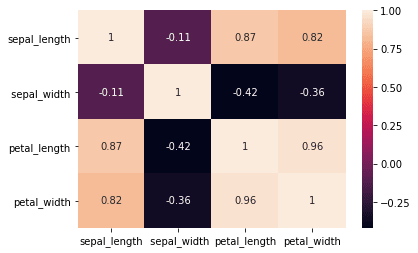 sepal_length 1 -0.11 0.87 0.82
sepal_width -0.11 1 -0.42 -0.36
petal_length 0.87 -0.42 1 0.96
petal_width 0.82 -0.36 0.96 1
sepal_length sepal_width petal_length petal_width
1.00
0.75
0.50
0.25
0.00
−0.25